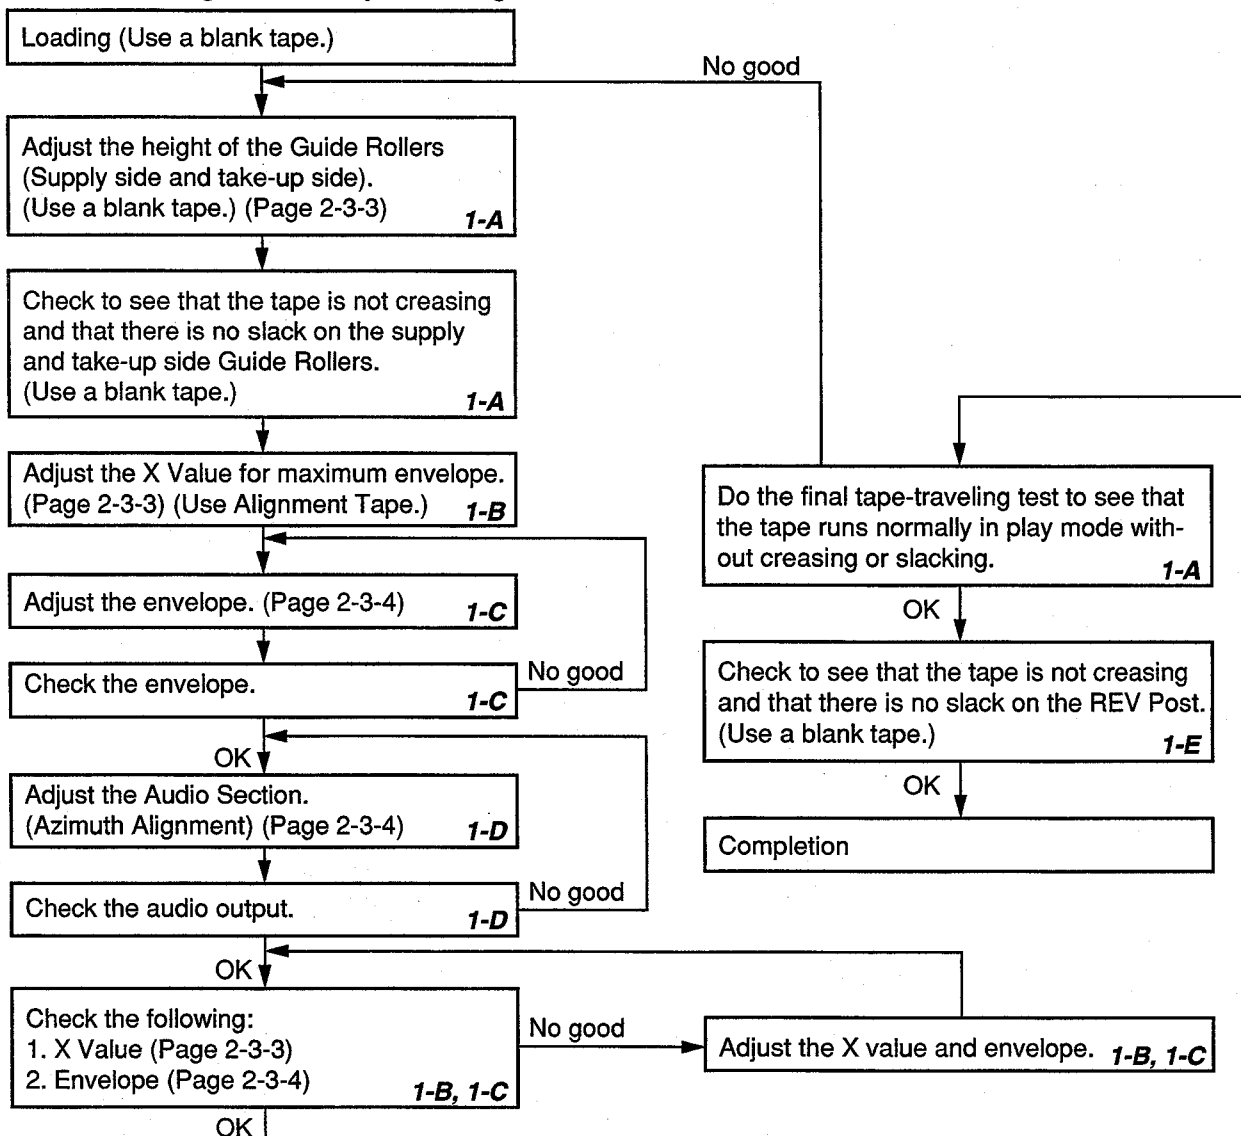 Loading (Use a blank tape.)
No good
Adjust the height of the Guide Rollers
(Supply side and take-up side).
(Use a blank tape.) (Page 2-3-3)
1-A
Check to see that the tape is not creasing
and that there is no slack on the supply
and take-up side Guide Rollers.
(Use a blank tape.)
1-A
Adjust the X Value for maximum envelope.
(Page 2-3-3) (Use Alignment Tape.)
1-B
Adjust the envelope. (Page 2-3-4)
1-C
Check the envelope.
1-C
No good
OK
Adjust the Audio Section.
(Azimuth Alignment) (Page 2-3-4)
1-D
Check the audio output.
1-D
No good
OK
Check the following:
1. X Value (Page 2-3-3)
2. Envelope (Page 2-3-4)
1-B, 1-C
No good
Adjust the X value and envelope.
1-B, 1-C
OK
Do the final tape-traveling test to see that
the tape runs normally in play mode with-
out creasing or slacking.
1-A
OK
Check to see that the tape is not creasing
and that there is no slack on the REV Post.
(Use a blank tape.)
1-E
OK
Completion